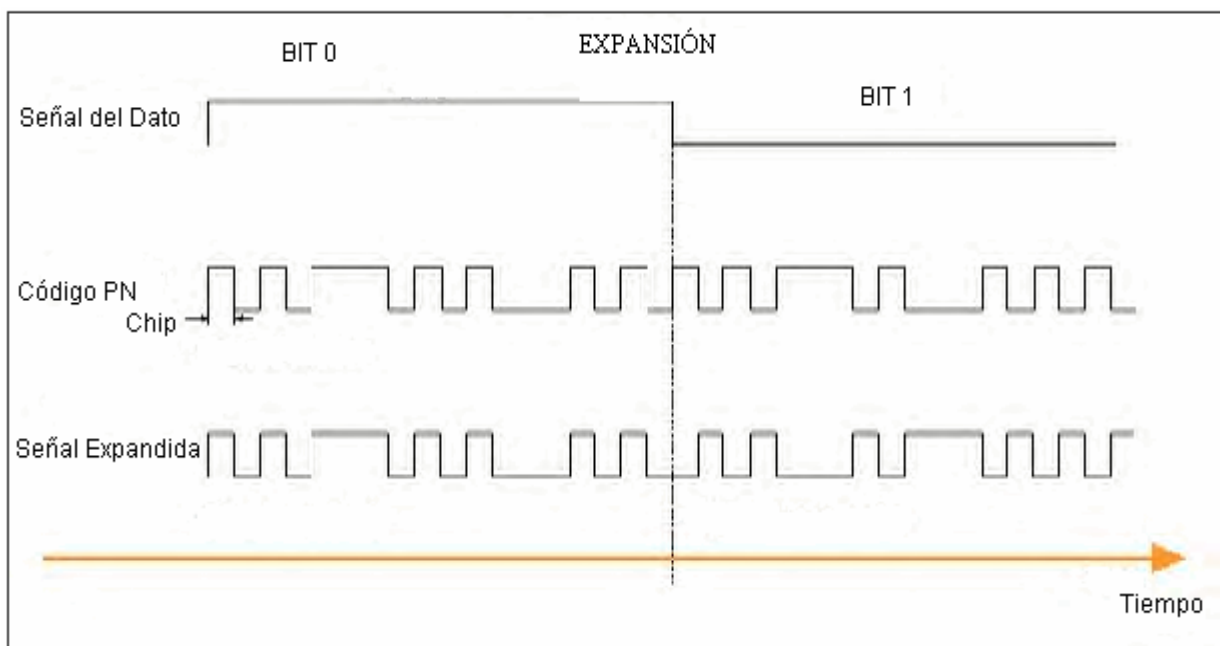 EXPANSIÓN
BIT 0
BIT 1
Señal del Dato
Código PN
Chip
Señal Expandida
Tiempo